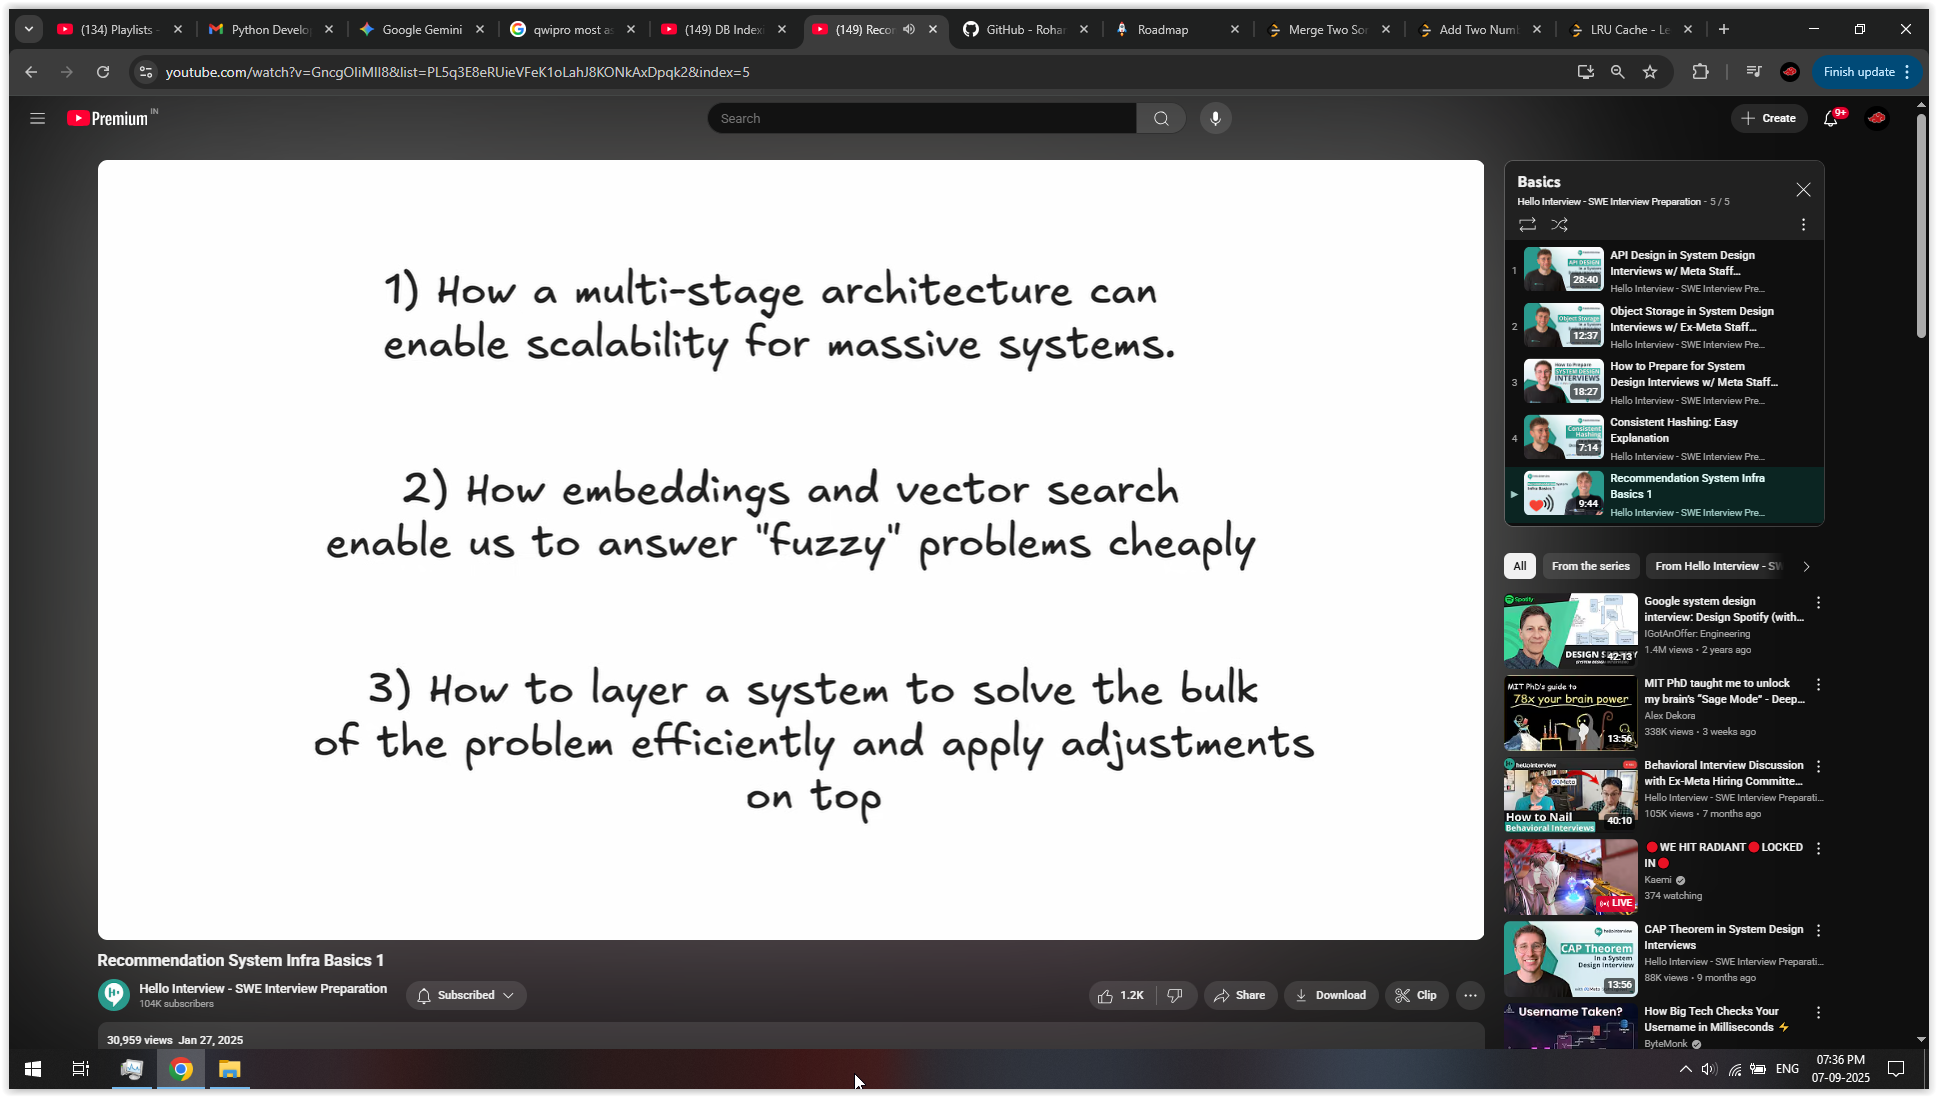 (134) Playlists -
Python Develo
Google Gemini
qwipro most as
(149) DB Index
(149) Reco
GitHub - Rohan
Roadmap
Merge Two Sor
Add Two Numb
LRU Cache - Le
youtube.com/watch?v=GncgOIiMlI8&list=PL5q3E8eRUieVFeK1oLahJ8KONkAxDpqk2&index=5
Finish update
Premium IN
Search
Create
9+
1) How a multi-stage architecture can
enable scalability for massive systems.
2) How embeddings and vector search
enable us to answer "fuzzy" problems cheaply
3) How to layer a system to solve the bulk
of the problem efficiently and apply adjustments
on top
Recommendation System Infra Basics 1
Hello Interview - SWE Interview Preparation
104K subscribers
Subscribed
1.2K
Share
Download
Clip
30,959 views Jan 27, 2025
Basics
Hello Interview - SWE Interview Preparation - 5 / 5
1
28:40
API Design in System Design
Interviews w/ Meta Staff...
Hello Interview - SWE Interview Pre...
2
12:37
Object Storage in System Design
Interviews w/ Ex-Meta Staff...
Hello Interview - SWE Interview Pre...
3
18:27
How to Prepare for System
Design Interviews w/ Meta Staff...
Hello Interview - SWE Interview Pre...
4
7:14
Consistent Hashing: Easy
Explanation
Hello Interview - SWE Interview Pre...
9:44
Recommendation System Infra
Basics 1
Hello Interview - SWE Interview Pre...
All
From the series
From Hello Interview - SW
Spotify
DESIGN
42:13
Google system design
interview: Design Spotify (with...
IGotAnOffer: Engineering
1.4M views • 2 years ago
MIT PhD's guide to
78x your brain power
13:56
MIT PhD taught me to unlock
my brain's "Sage Mode" - Deep...
Alex Dekora
338K views • 3 weeks ago
hellointerview
Meta
How to Nail
Behavioral Interviews
40:10
Behavioral Interview Discussion
with Ex-Meta Hiring Committe...
Hello Interview - SWE Interview Preparati...
105K views • 7 months ago
LIVE
WE HIT RADIANT LOCKED
IN
Kaemi
374 watching
hellointerview
CAP Theorem
In a System
Design Interview
13:56
CAP Theorem in System Design
Interviews
Hello Interview - SWE Interview Preparati...
88K views • 9 months ago
Username Taken?
How Big Tech Checks Your
Username in Milliseconds ⚡
ByteMonk
ENG
07:36 PM
07-09-2025